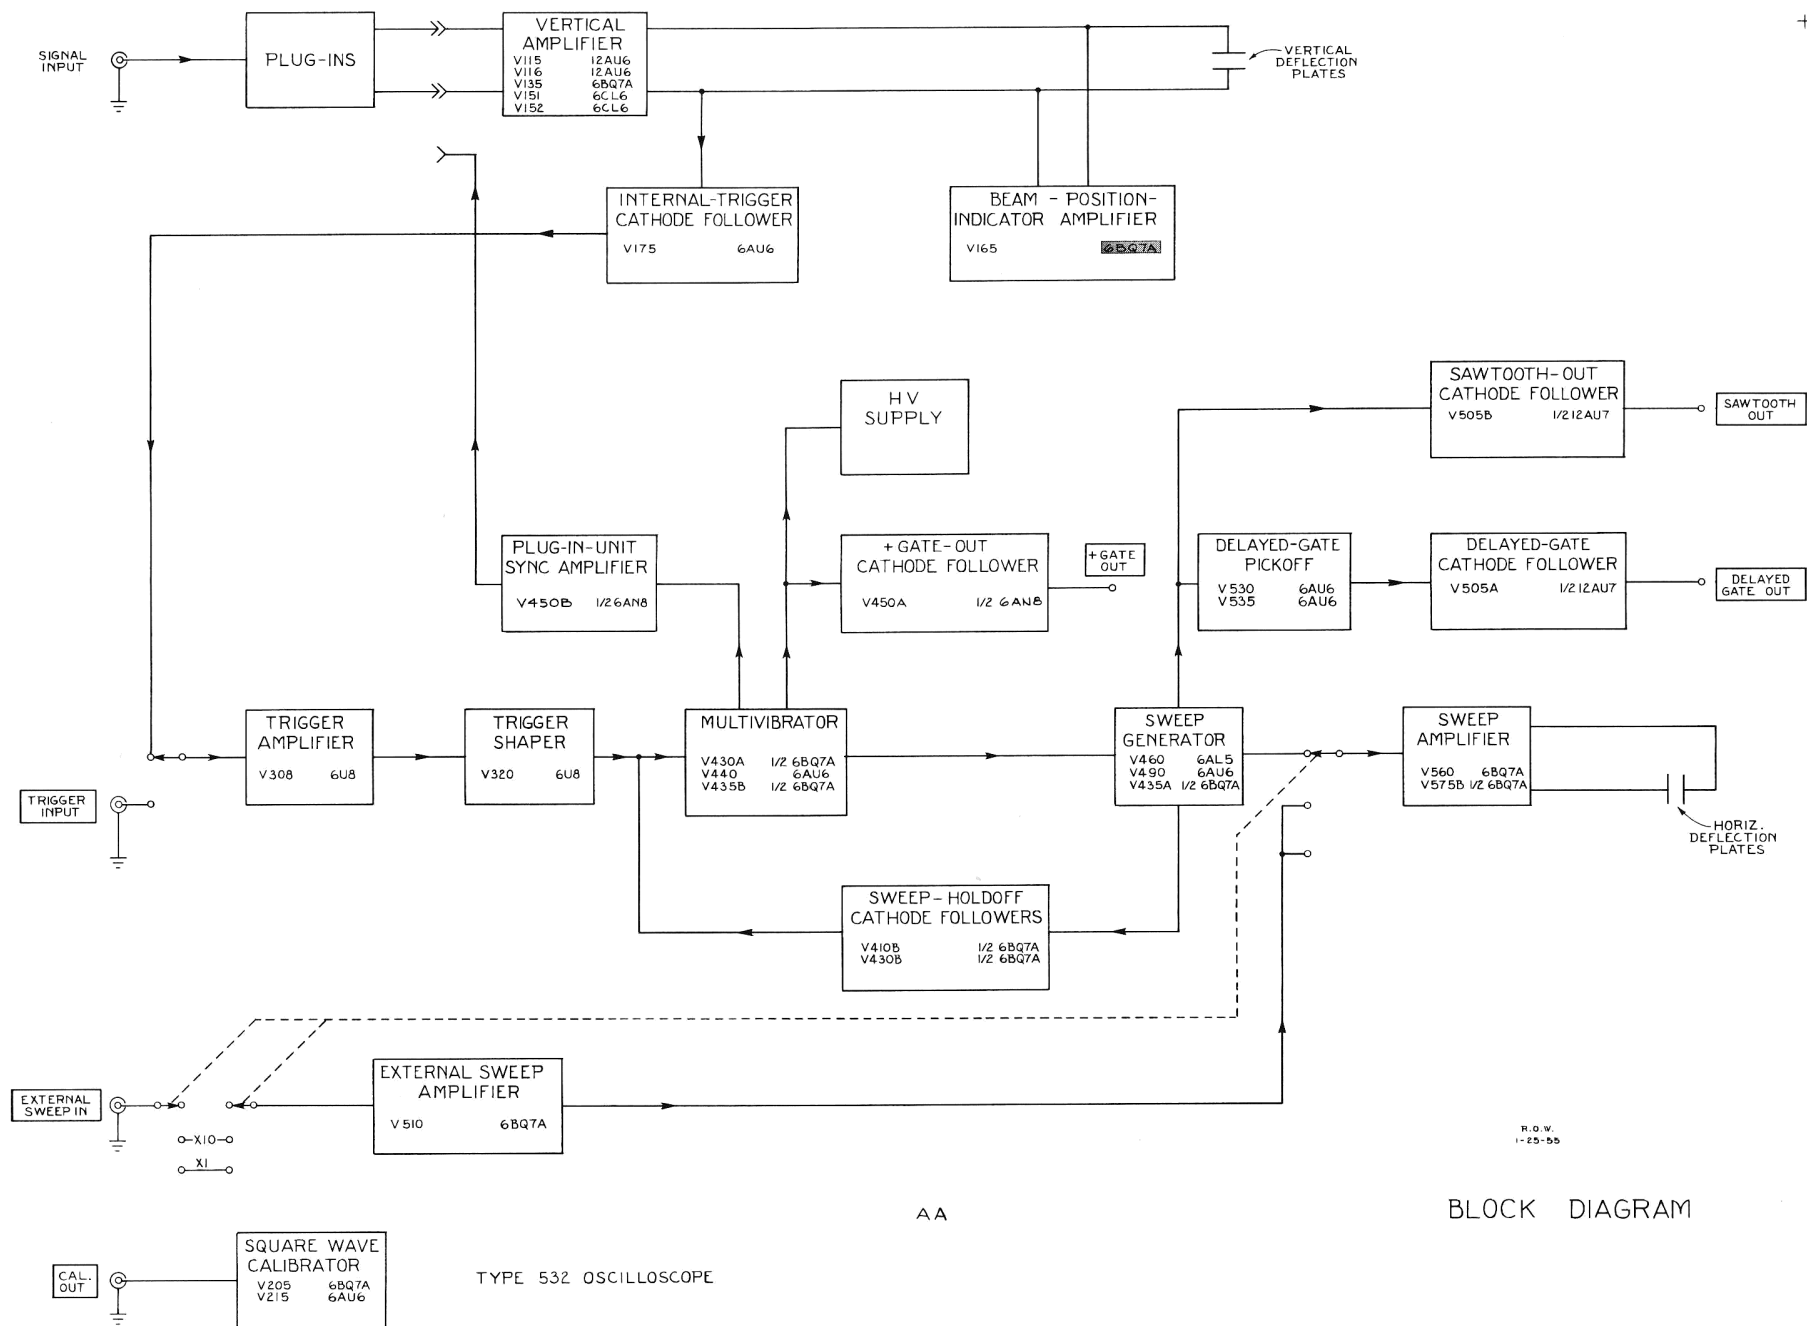 SIGNAL
INPUT
PLUG-INS
VERTICAL
AMPLIFIER
V115 12AU6
V116 12AU6
V135 6BQ7A
V151 6CL6
V152 6CL6
VERTICAL
DEFLECTION
PLATES
INTERNAL-TRIGGER
CATHODE FOLLOWER
V175 6AU6
BEAM - POSITION-
INDICATOR AMPLIFIER
V165 6BQ7A
HV
SUPPLY
SAWTOOTH-OUT
CATHODE FOLLOWER
V505B 1/212AU7
SAWTOOTH
OUT
PLUG-IN-UNIT
SYNC AMPLIFIER
V450B 1/26AN8
+GATE-OUT
CATHODE FOLLOWER
V450A 1/2 6AN8
+GATE
OUT
DELAYED-GATE
PICKOFF
V530 6AU6
V535 6AU6
DELAYED-GATE
CATHODE FOLLOWER
V505A 1/212AU7
DELAYED
GATE OUT
TRIGGER
AMPLIFIER
V308 6U8
TRIGGER
SHAPER
V320 6U8
MULTIVIBRATOR
V430A 1/2 6BQ7A
V440 6AU6
V435B 1/2 6BQ7A
SWEEP
GENERATOR
V460 6AL5
V490 6AU6
V435A 1/2 6BQ7A
SWEEP
AMPLIFIER
V560 6BQ7A
V575B 1/2 6BQ7A
TRIGGER
INPUT
HORIZ.
DEFLECTION
PLATES
SWEEP-HOLDOFF
CATHODE FOLLOWERS
V410B 1/2 6BQ7A
V430B 1/2 6BQ7A
EXTERNAL
SWEEP IN
X10
X1
EXTERNAL SWEEP
AMPLIFIER
V510 6BQ7A
R.O.W.
1-25-55
AA
BLOCK DIAGRAM
CAL.
OUT
SQUARE WAVE
CALIBRATOR
V205 6BQ7A
V215 6AU6
TYPE 532 OSCILLOSCOPE